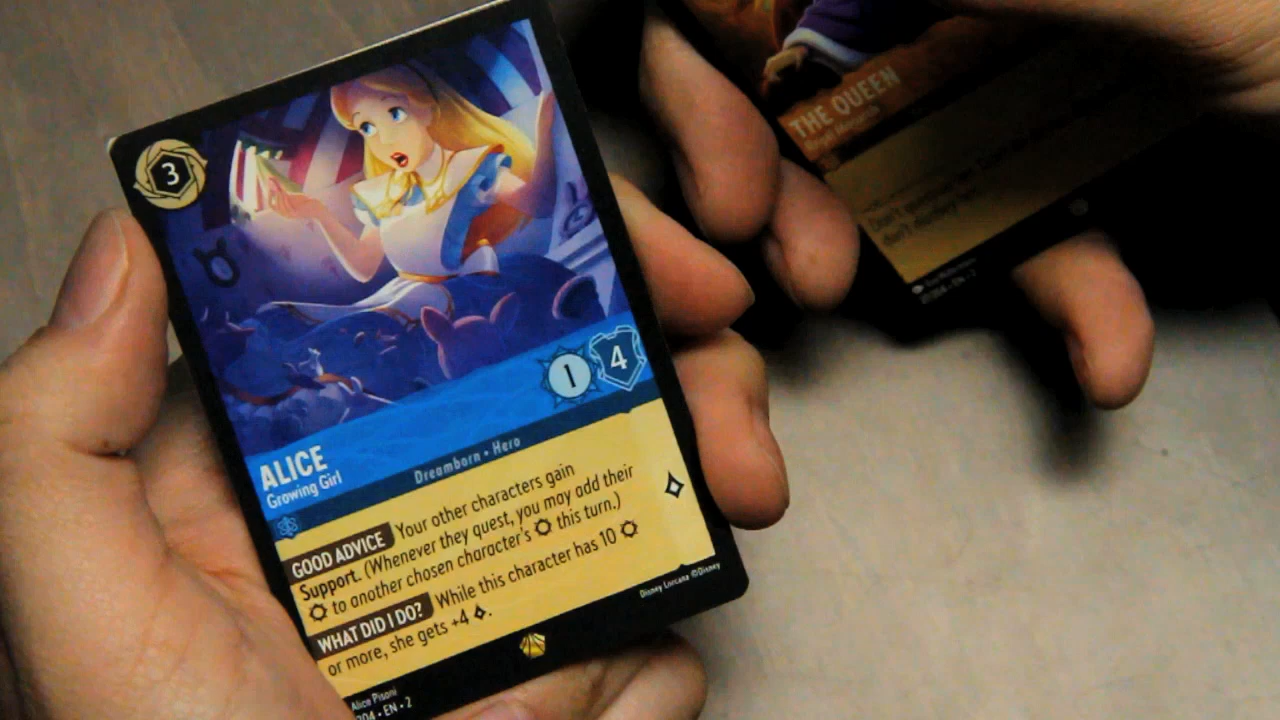 3
1 4
ALICE
Growing Girl
Dreamborn • Hero
GOOD ADVICE Your other characters gain
Support. (Whenever they quest, you may add their
to another chosen character's this turn.)
WHAT DID I DO? While this character has 10
or more, she gets +4 .
Disney Lorcana ©Disney
Alice Pisoni
204 • EN • 2
THE QUEEN